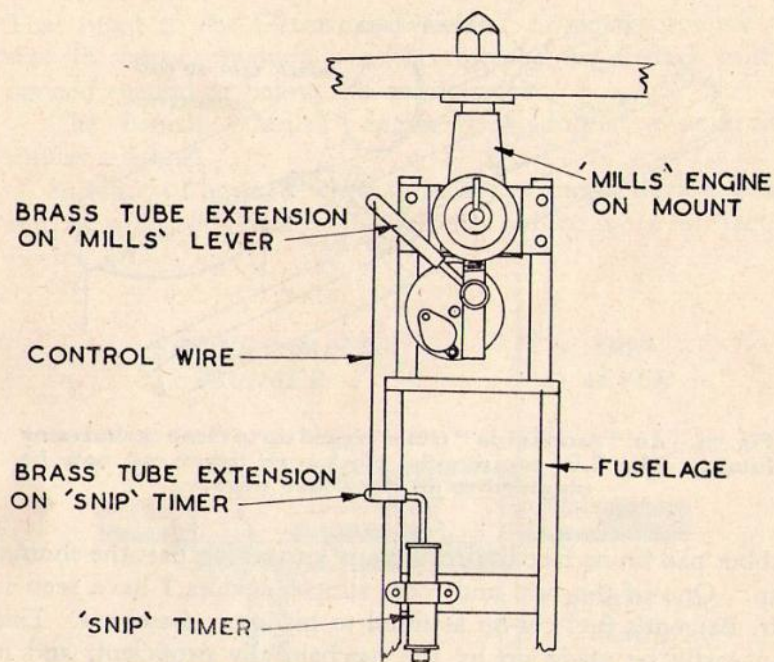 'MILLS' ENGINE
ON MOUNT
BRASS TUBE EXTENSION
ON 'MILLS' LEVER
CONTROL WIRE
FUSELAGE
BRASS TUBE EXTENSION
ON 'SNIP' TIMER
'SNIP' TIMER